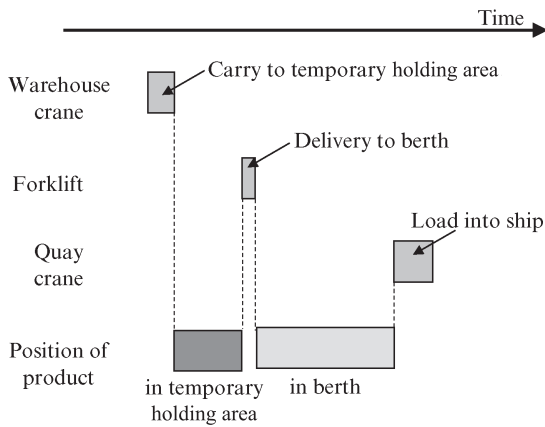 Time
Warehouse
crane
Carry to temporary holding area
Delivery to berth
Forklift
Load into ship
Quay
crane
Position of
product
in temporary
holding area
in berth